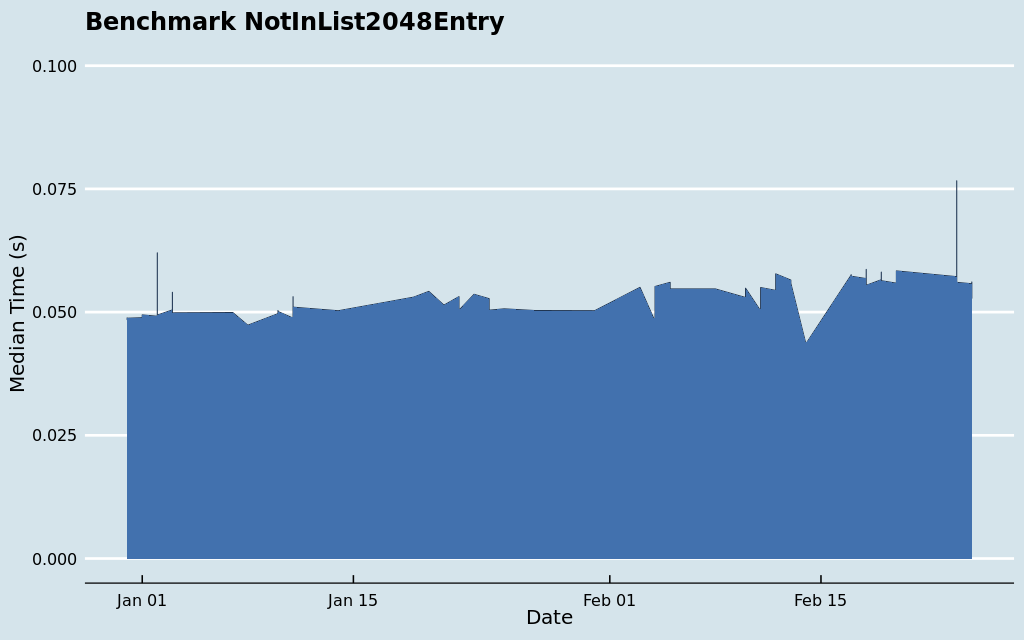 Benchmark NotInList2048Entry
Median Time (s)
0.100
0.075
0.050
0.025
0.000
Jan 01
Jan 15
Feb 01
Feb 15
Date